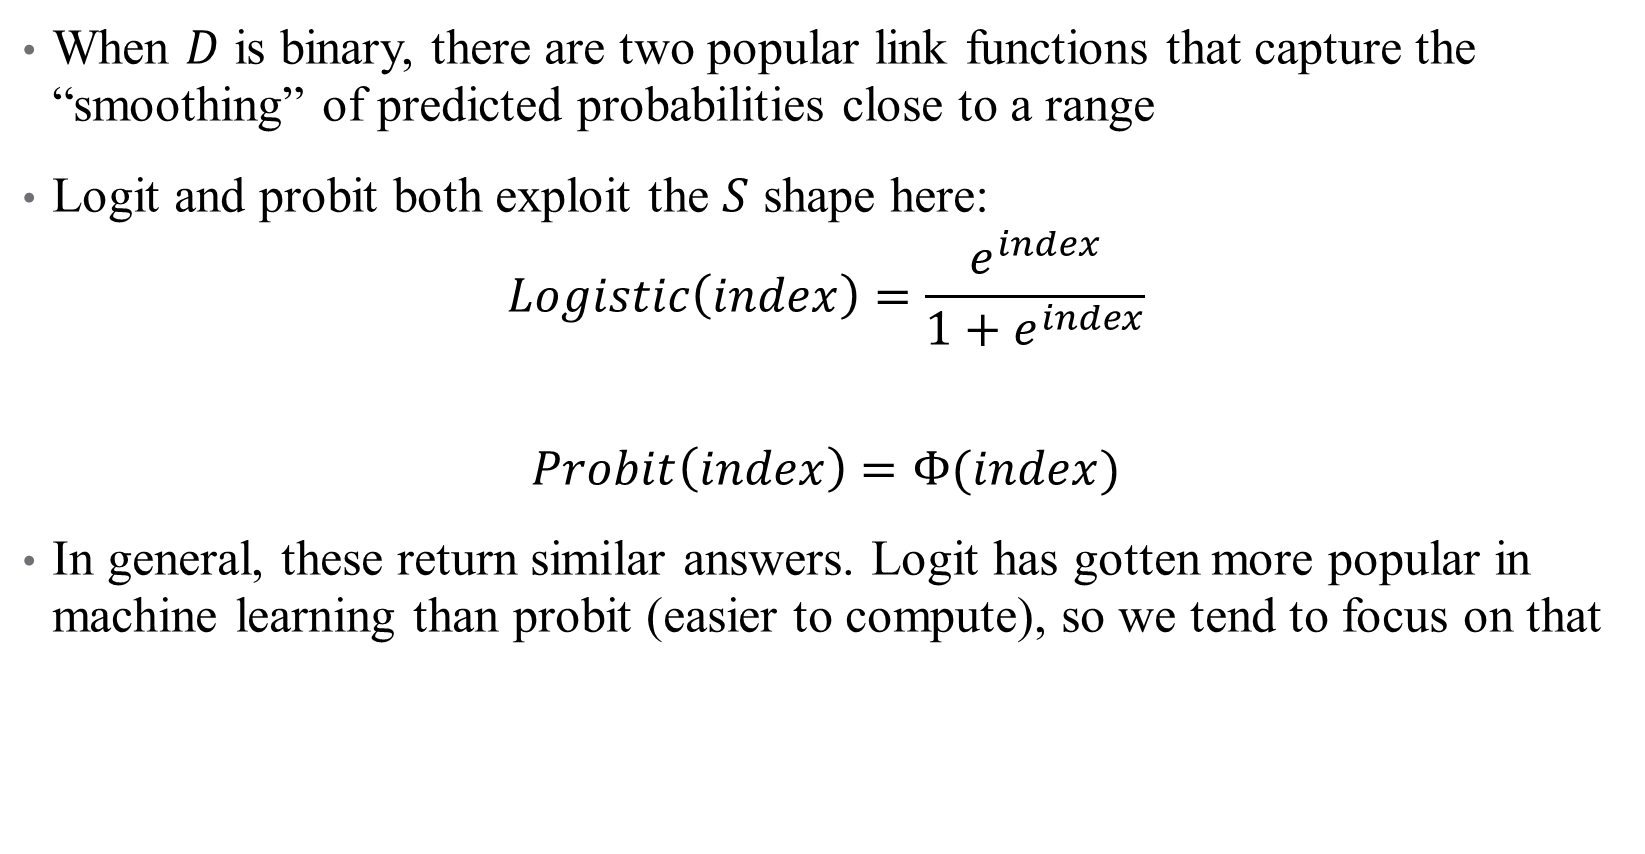 • When D is binary, there are two popular link functions that capture the
“smoothing” of predicted probabilities close to a range
• Logit and probit both exploit the S shape here:
Logistic(index) = e^index / (1 + e^index)
Probit(index) = Φ(index)
• In general, these return similar answers. Logit has gotten more popular in
machine learning than probit (easier to compute), so we tend to focus on that